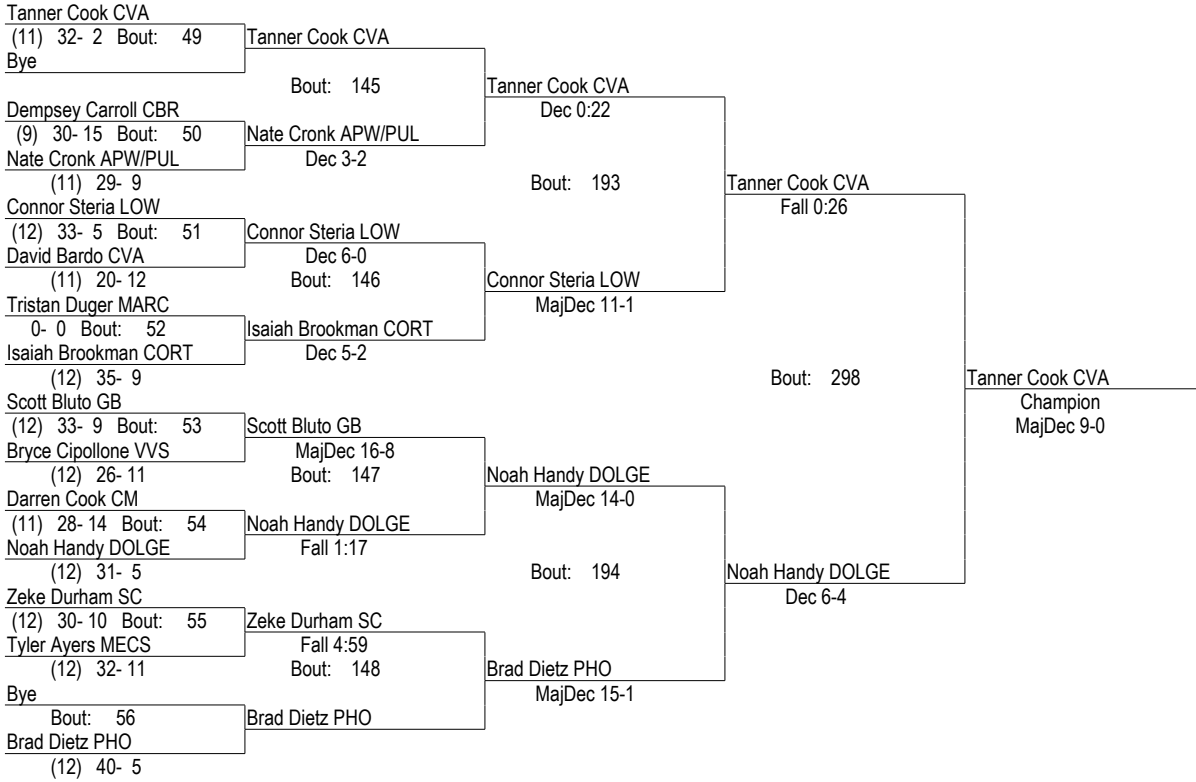 Tanner Cook CVA
(11) 32- 2 Bout: 49
Tanner Cook CVA
Bye
Bout: 145
Tanner Cook CVA
Dempsey Carroll CBR
Dec 0:22
(9) 30- 15 Bout: 50
Nate Cronk APW/PUL
Nate Cronk APW/PUL
Dec 3-2
(11) 29- 9
Bout: 193
Tanner Cook CVA
Connor Steria LOW
Fall 0:26
(12) 33- 5 Bout: 51
Connor Steria LOW
David Bardo CVA
Dec 6-0
(11) 20- 12
Bout: 146
Connor Steria LOW
Tristan Duger MARC
MajDec 11-1
0- 0 Bout: 52
Isaiah Brookman CORT
Isaiah Brookman CORT
Dec 5-2
(12) 35- 9
Bout: 298
Tanner Cook CVA
Scott Bluto GB
Champion
(12) 33- 9 Bout: 53
Scott Bluto GB
MajDec 9-0
Bryce Cipollone VVS
MajDec 16-8
(12) 26- 11
Bout: 147
Noah Handy DOLGE
Darren Cook CM
MajDec 14-0
(11) 28- 14 Bout: 54
Noah Handy DOLGE
Noah Handy DOLGE
Fall 1:17
(12) 31- 5
Bout: 194
Noah Handy DOLGE
Zeke Durham SC
Dec 6-4
(12) 30- 10 Bout: 55
Zeke Durham SC
Tyler Ayers MECS
Fall 4:59
(12) 32- 11
Bout: 148
Brad Dietz PHO
Bye
MajDec 15-1
Bout: 56
Brad Dietz PHO
Brad Dietz PHO
(12) 40- 5